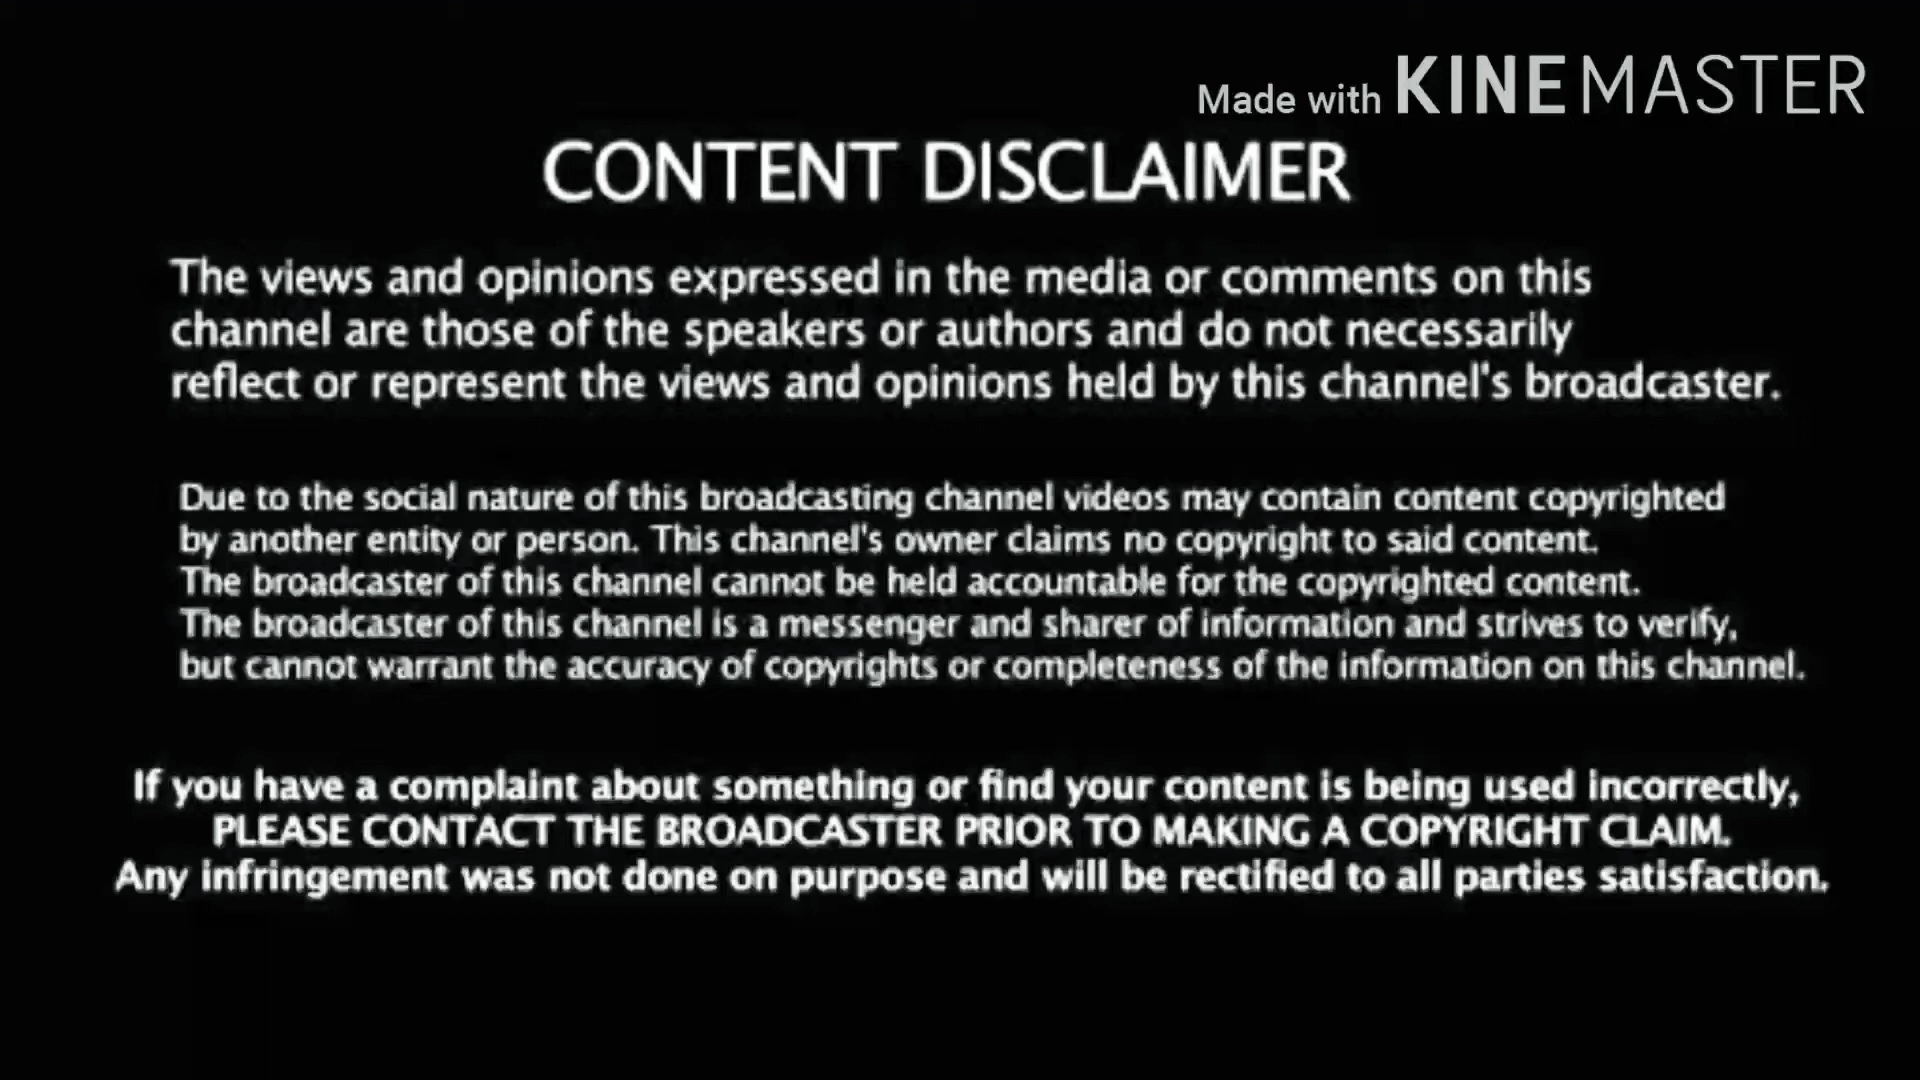 Made with KINEMASTER
CONTENT DISCLAIMER
The views and opinions expressed in the media or comments on this
channel are those of the speakers or authors and do not necessarily
reflect or represent the views and opinions held by this channel's broadcaster.
Due to the social nature of this broadcasting channel videos may contain content copyrighted
by another entity or person. This channel's owner claims no copyright to said content.
The broadcaster of this channel cannot be held accountable for the copyrighted content.
The broadcaster of this channel is a messenger and sharer of information and strives to verify,
but cannot warrant the accuracy of copyrights or completeness of the information on this channel.
If you have a complaint about something or find your content is being used incorrectly,
PLEASE CONTACT THE BROADCASTER PRIOR TO MAKING A COPYRIGHT CLAIM.
Any infringement was not done on purpose and will be rectified to all parties satisfaction.